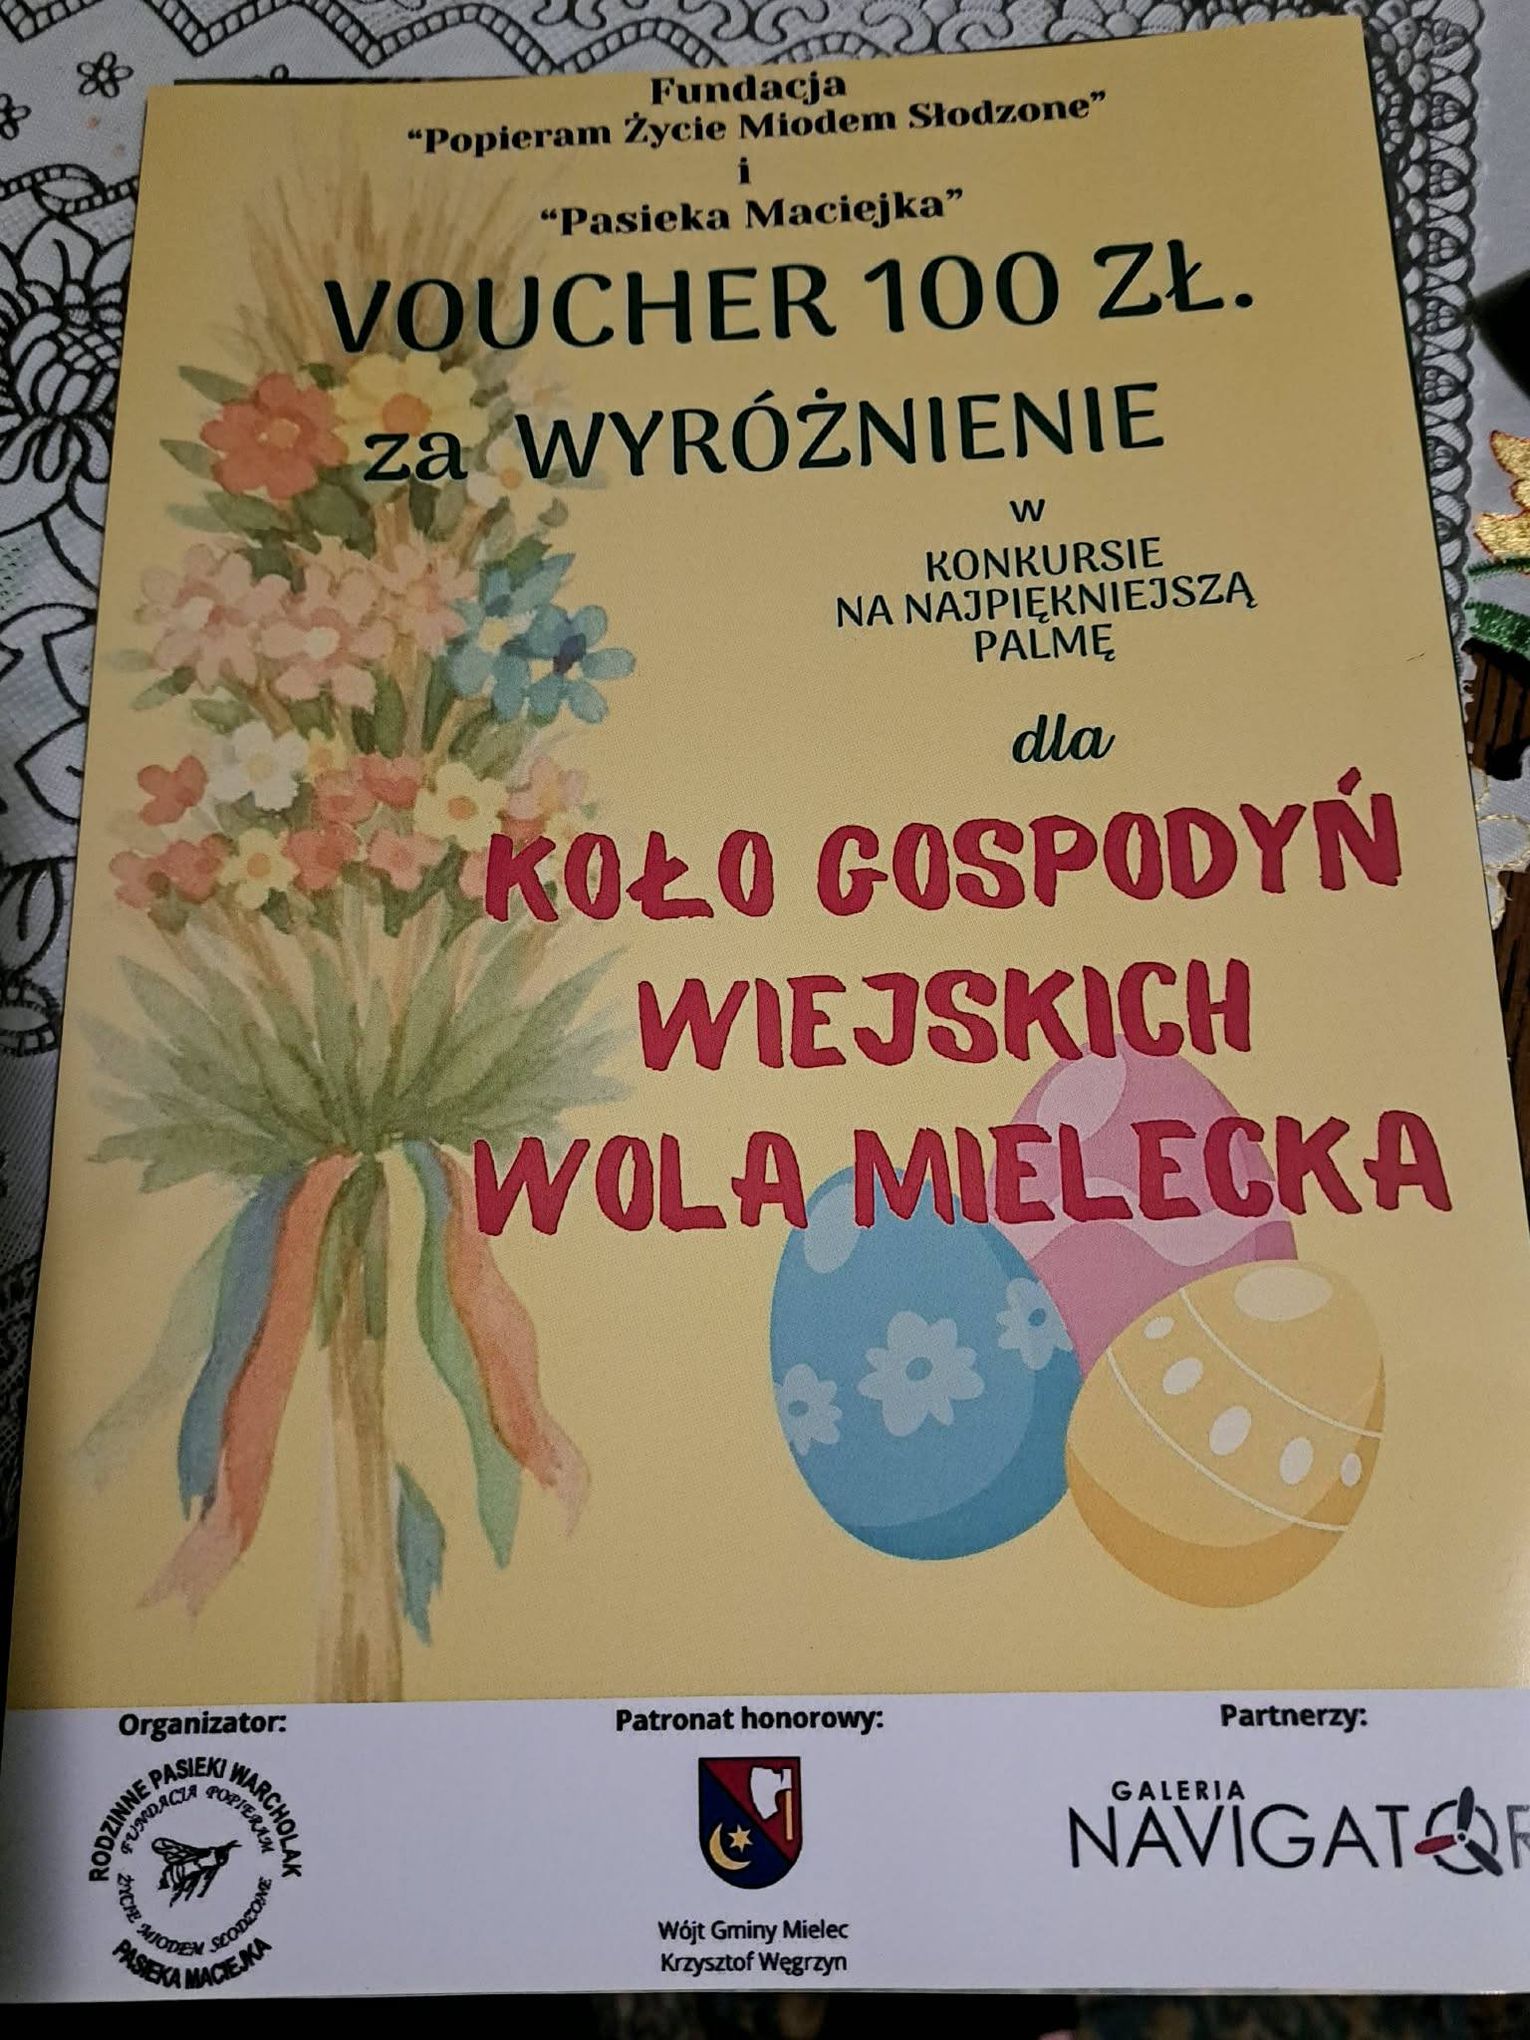 Fundacja
“Popieram Życie Miodem Słodzone”
i
“Pasieka Maciejka”
VOUCHER 100 ZŁ.
za WYRÓŻNIENIE
w
KONKURSIE
NA NAJPIĘKNIEJSZĄ
PALMĘ
dla
KOŁO GOSPODYŃ
WIEJSKICH
WOLA MIELECKA
Organizator:
RODZINNE PASIEKI WARCHOLAK
FUNDACJA POPIERAM
ŻYCIE MIODEM SŁODZONE
PASIEKA MACIEJKA
Patronat honorowy:
Wójt Gminy Mielec
Krzysztof Węgrzyn
Partnerzy:
GALERIA
NAVIGATOR